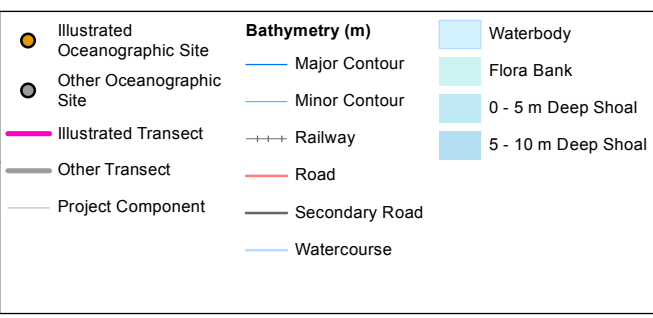 Illustrated
Oceanographic Site
Other Oceanographic
Site
Illustrated Transect
Other Transect
Project Component
Bathymetry (m)
Major Contour
Minor Contour
Railway
Road
Secondary Road
Watercourse
Waterbody
Flora Bank
0 - 5 m Deep Shoal
5 - 10 m Deep Shoal